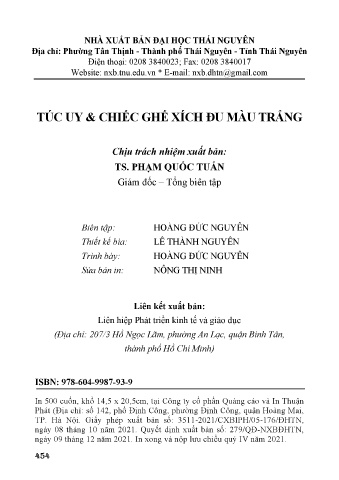 NHÀ XUẤT BẢN ĐẠI HỌC THÁI NGUYÊN
Địa chỉ: Phường Tân Thịnh - Thành phố Thái Nguyên - Tỉnh Thái Nguyên
Điện thoại: 0208 3840023; Fax: 0208 3840017
Website: nxb.tnu.edu.vn * E-mail: nxb.dhtn@gmail.com
TÚC UY & CHIẾC GHẾ XÍCH ĐU MÀU TRẮNG
Chịu trách nhiệm xuất bản:
TS. PHẠM QUỐC TUẤN
Giám đốc – Tổng biên tập
Biên tập: HOÀNG ĐỨC NGUYÊN
Thiết kế bìa: LÊ THÀNH NGUYÊN
Trình bày: HOÀNG ĐỨC NGUYÊN
Sửa bản in: NÔNG THỊ NINH
Liên kết xuất bản:
Liên hiệp Phát triển kinh tế và giáo dục
(Địa chỉ: 207/3 Hồ Ngọc Lãm, phường An Lạc, quận Bình Tân,
thành phố Hồ Chí Minh)
ISBN: 978-604-9987-93-9
In 500 cuốn, khổ 14,5 x 20,5cm, tại Công ty cổ phần Quảng cáo và In Thuận
Phát (Địa chỉ: số 142, phố Định Công, phường Định Công, quận Hoàng Mai,
TP. Hà Nội. Giấy phép xuất bản số: 3511-2021/CXBIPH/05-176/ĐHTN,
ngày 08 tháng 10 năm 2021. Quyết định xuất bản số: 279/QĐ-NXBĐHTN,
ngày 09 tháng 12 năm 2021. In xong và nộp lưu chiểu quý IV năm 2021.
454